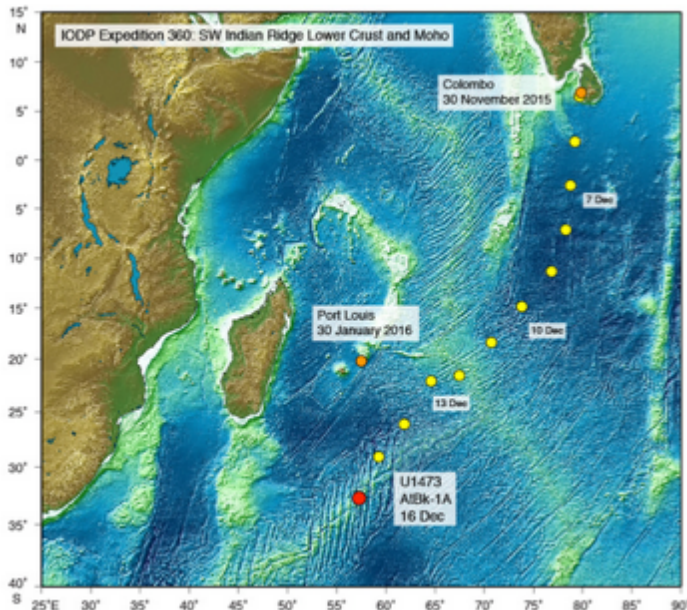 15°
N
IODP Expedition 360: SW Indian Ridge Lower Crust and Moho
10°
Colombo
30 November 2015
5°
0°
7 Dec
5°
10°
Port Louis
30 January 2016
15°
10 Dec
20°
13 Dec
25°
30°
U1473
AtBk-1A
16 Dec
35°
40°
S
25°E
30°
35°
40°
45°
50°
55°
60°
65°
70°
75°
80°
85°
90°